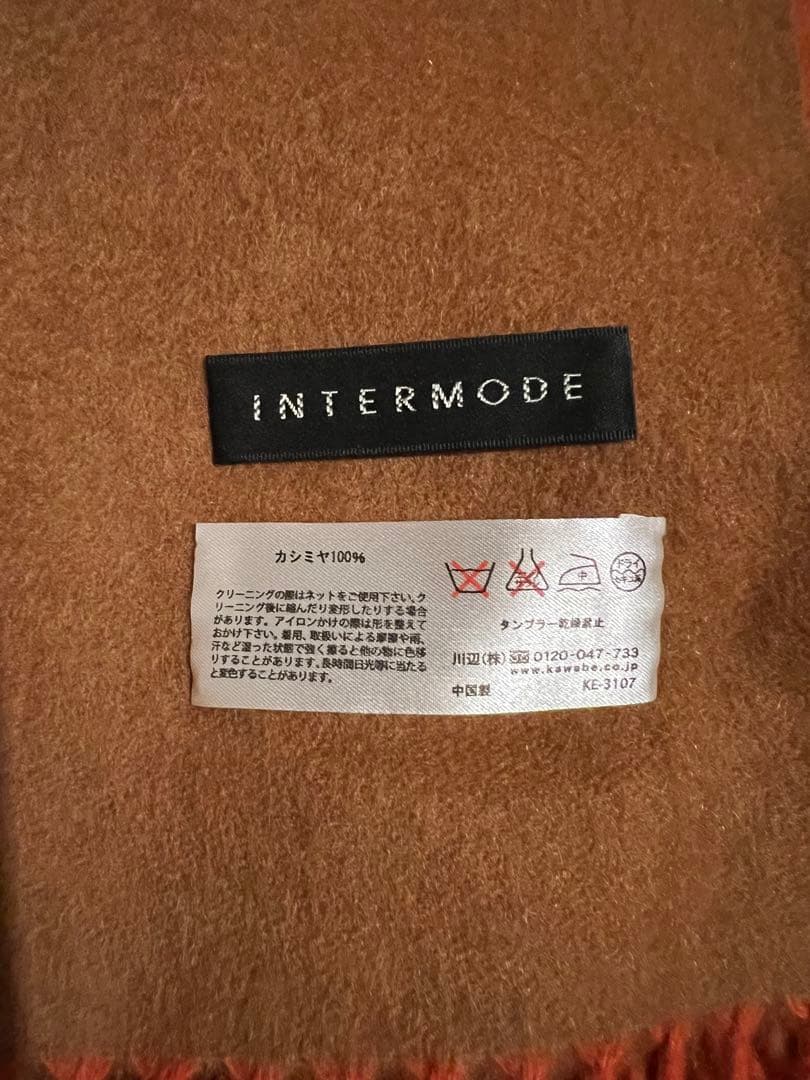 INTERMODE
カシミヤ100%
クリーニングの際はネットをご使用下さい。ク
リーニング後に縮んだり変形したりする場合
があります。アイロンかけの際は形を整えて
おかけ下さい。着用、取扱いによる摩擦や雨、
汗など湿った状態で強く擦ると他の物に色移
りすることがあります。長時間日光等に当たる
と変色することがあります。
中
ドライ
セキユ系
タンブラー乾燥禁止
川辺(株) 0120-047-733
www.kawabe.co.jp
中国製 KE-3107